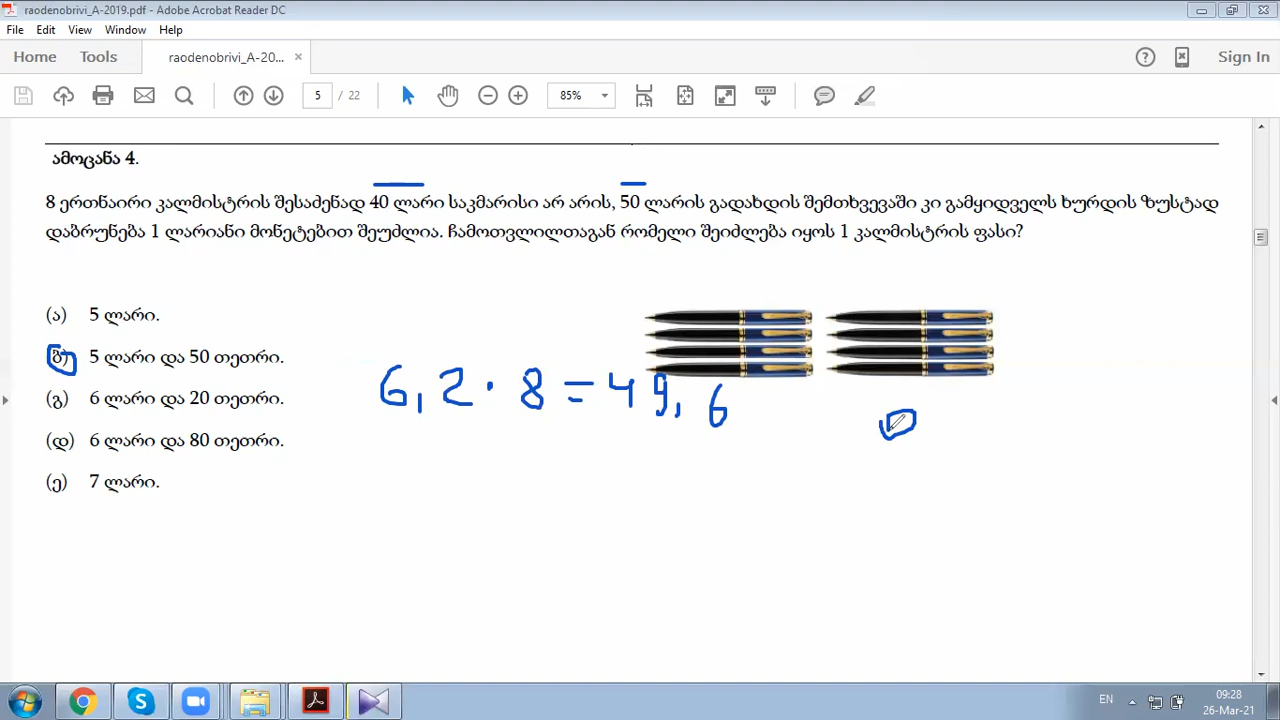 raodenobrivi_A-2019.pdf - Adobe Acrobat Reader DC
File Edit View Window Help
Home Tools raodenobrivi_A-20... × Sign In
5 / 22 85%
ამოცანა 4.
8 ერთნაირი კალმისტრის შესაძენად 40 ლარი საკმარისი არ არის, 50 ლარის გადახდის შემთხვევაში კი გამყიდველს ხურდის ზუსტად
დაბრუნება 1 ლარიანი მონეტებით შეუძლია. ჩამოთვლილთაგან რომელი შეიძლება იყოს 1 კალმისტრის ფასი?
(ა) 5 ლარი.
(ბ) 5 ლარი და 50 თეთრი.
(გ) 6 ლარი და 20 თეთრი.
6,2 · 8 = 49,6
(დ) 6 ლარი და 80 თეთრი.
(ე) 7 ლარი.
EN 09:28
26-Mar-21